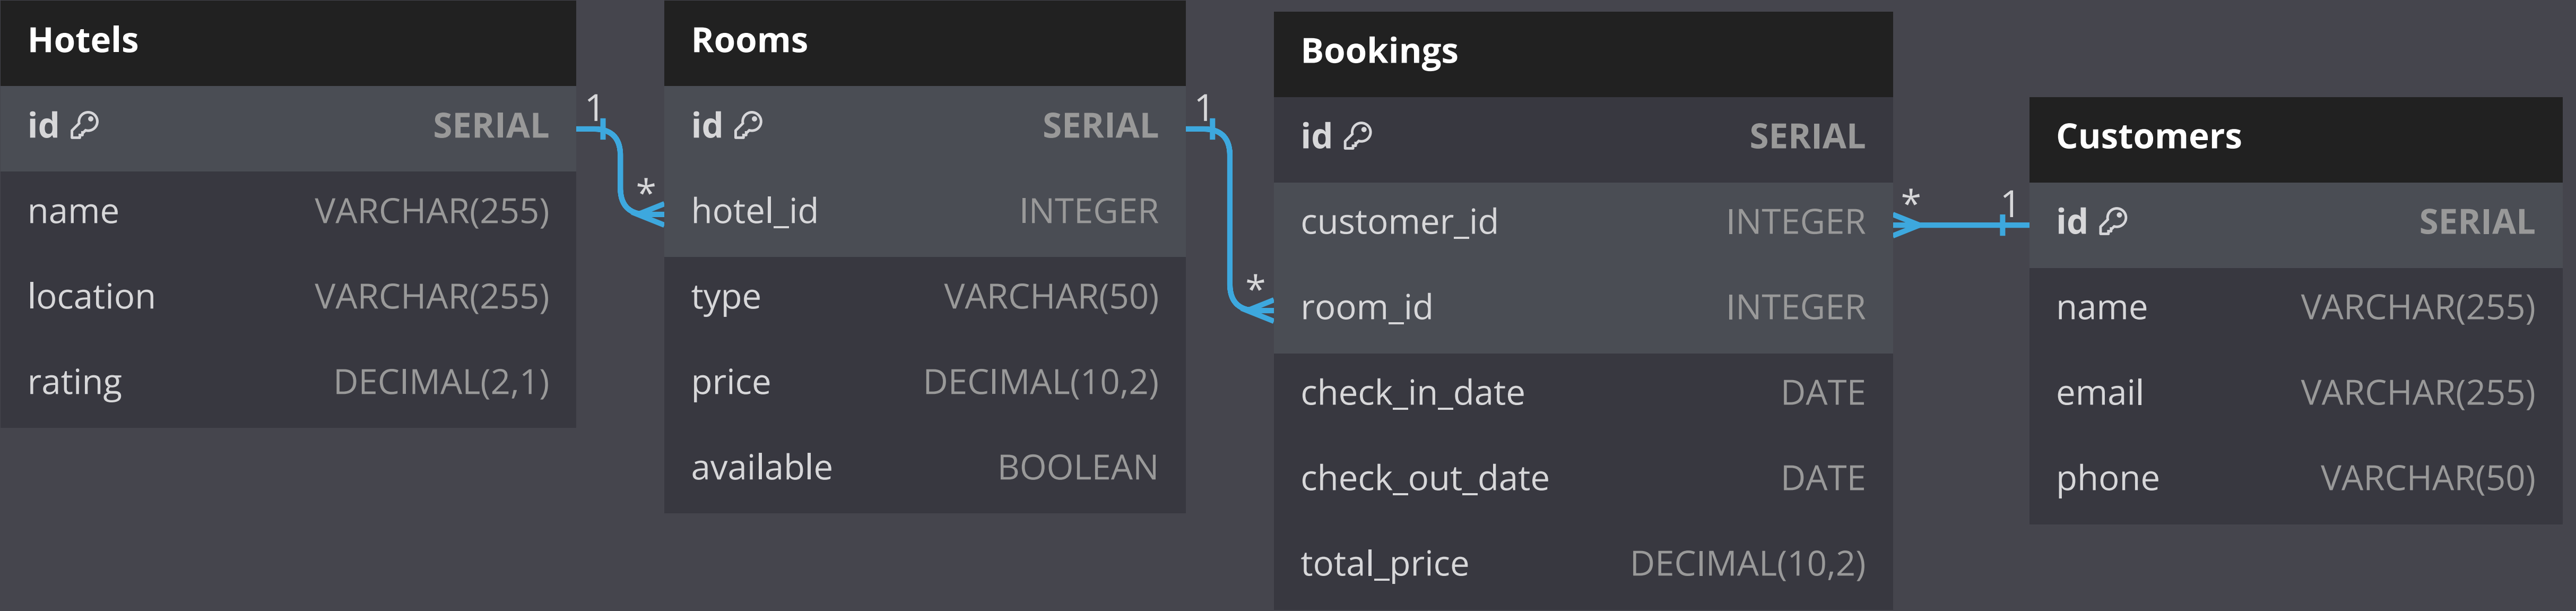 Hotels
id SERIAL
name VARCHAR(255)
location VARCHAR(255)
rating DECIMAL(2,1)
1
*
Rooms
id SERIAL
hotel_id INTEGER
type VARCHAR(50)
price DECIMAL(10,2)
available BOOLEAN
1
*
Bookings
id SERIAL
customer_id INTEGER
room_id INTEGER
check_in_date DATE
check_out_date DATE
total_price DECIMAL(10,2)
*
1
Customers
id SERIAL
name VARCHAR(255)
email VARCHAR(255)
phone VARCHAR(50)